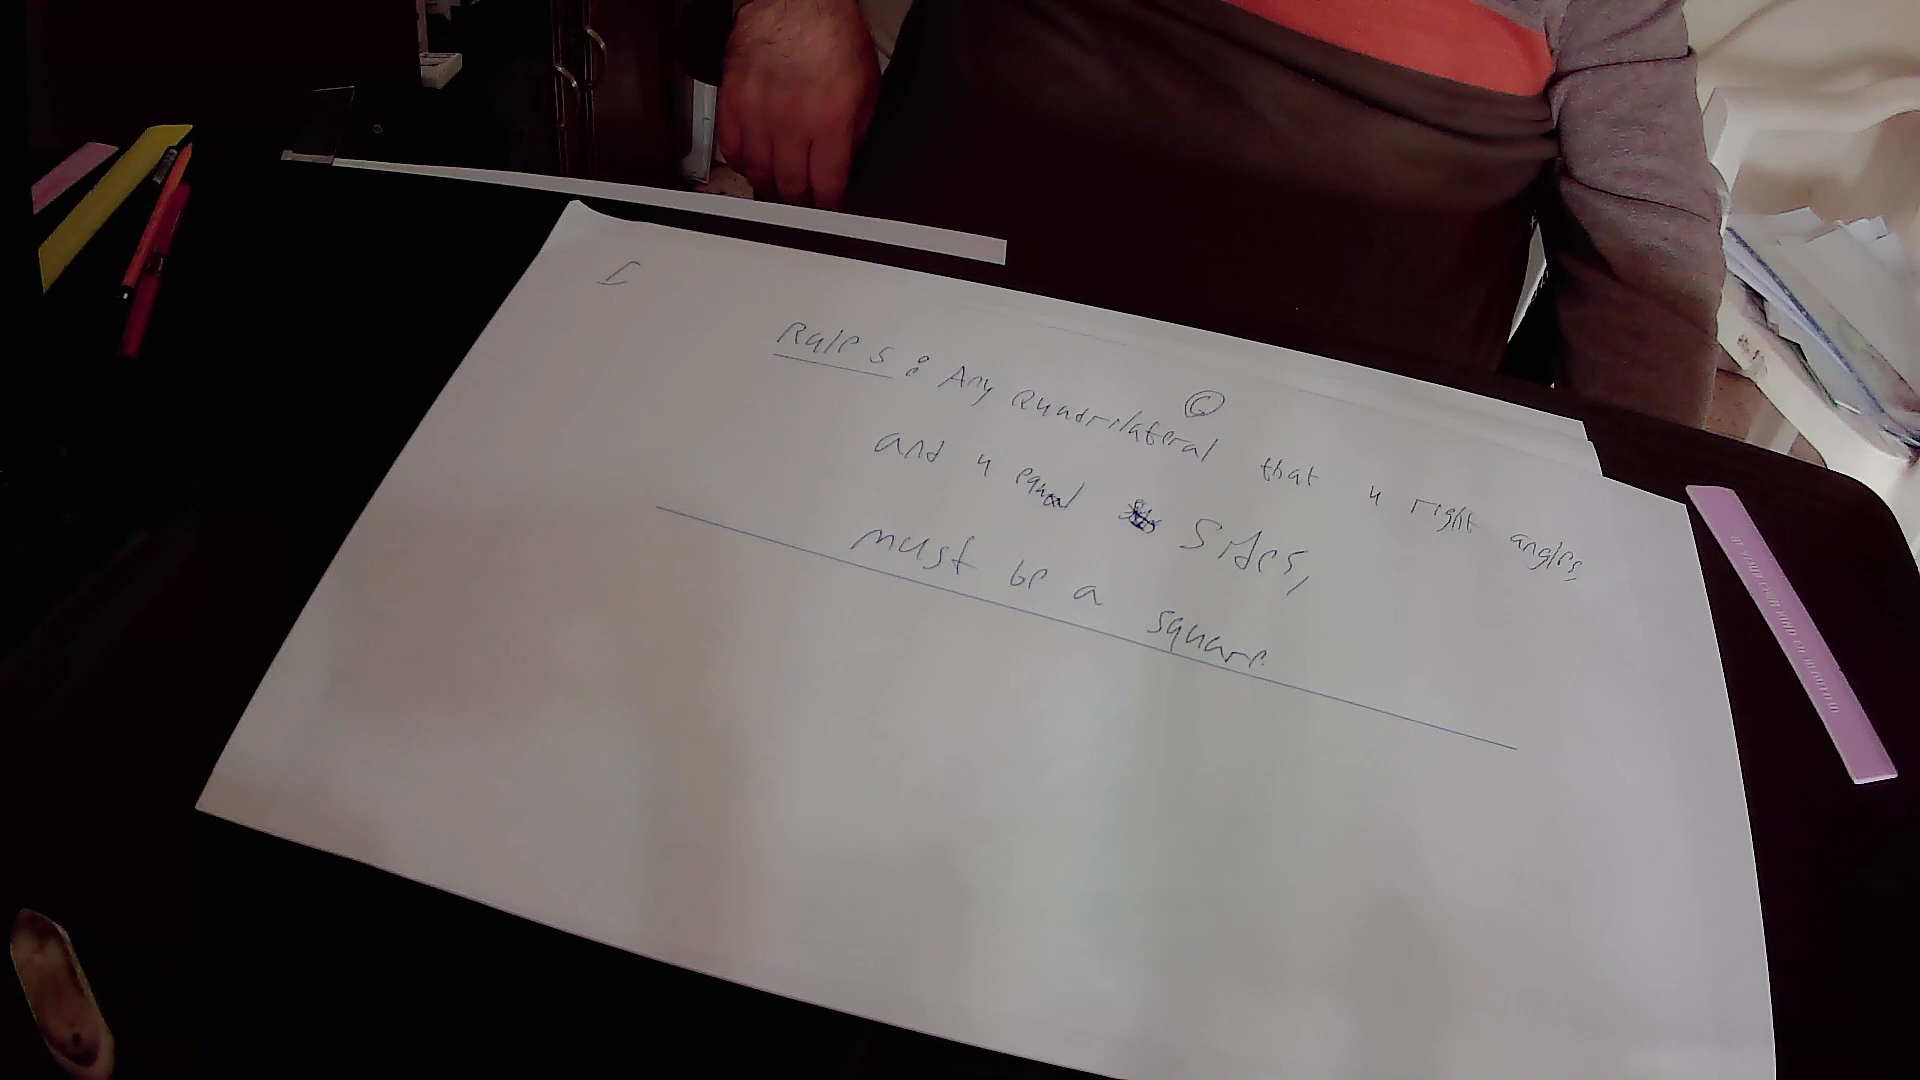 Rule 5 : Any Quadrilateral that 4 right angles
and 4 equal Sides,
must be a square